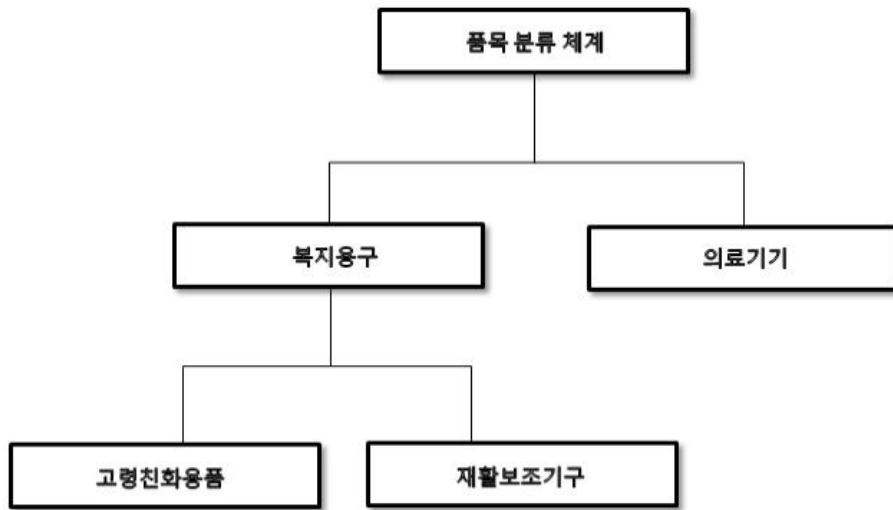 품목 분류 체계
복지용구
의료기기
고령친화용품
재활보조기구